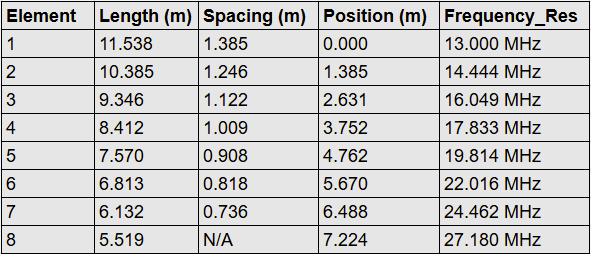 Element Length (m) Spacing (m) Position (m) Frequency_Res
1 11.538 1.385 0.000 13.000 MHz
2 10.385 1.246 1.385 14.444 MHz
3 9.346 1.122 2.631 16.049 MHz
4 8.412 1.009 3.752 17.833 MHz
5 7.570 0.908 4.762 19.814 MHz
6 6.813 0.818 5.670 22.016 MHz
7 6.132 0.736 6.488 24.462 MHz
8 5.519 N/A 7.224 27.180 MHz